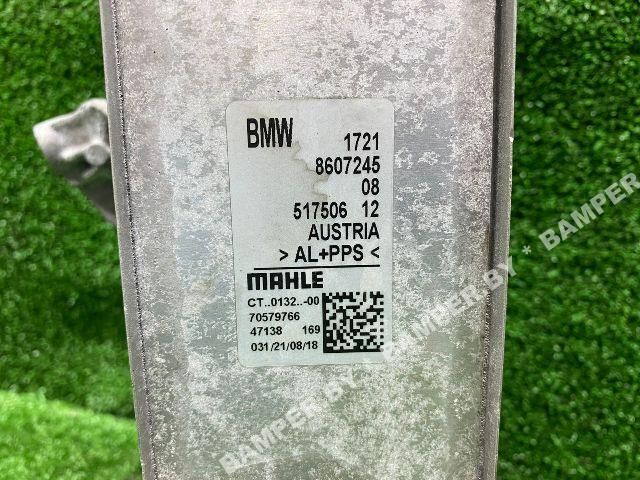 BMW 1721
8607245
08
517506 12
AUSTRIA
> AL+PPS <
MAHLE
CT..0132..-00
70579766
47138 169
031/21/08/18
BAMPER.BY * BAMPER.BY * BAMPER